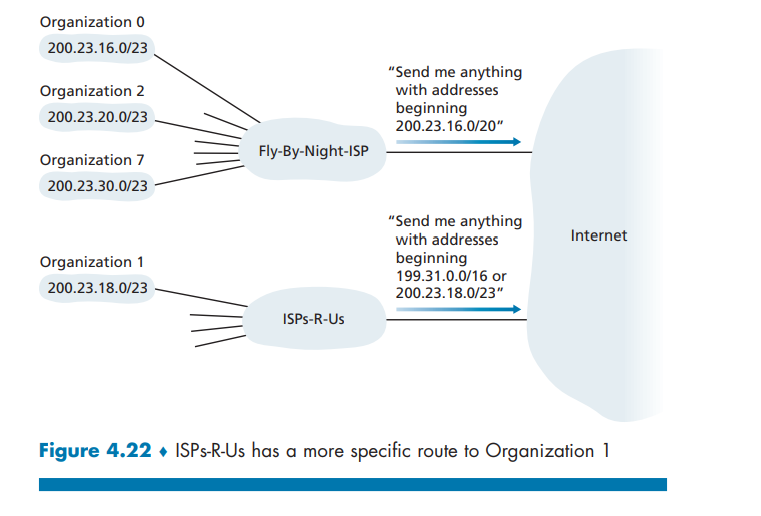 Organization 0
200.23.16.0/23
Organization 2
200.23.20.0/23
Organization 7
200.23.30.0/23
Fly-By-Night-ISP
“Send me anything
with addresses
beginning
200.23.16.0/20”
Organization 1
200.23.18.0/23
ISPs-R-Us
“Send me anything
with addresses
beginning
199.31.0.0/16 or
200.23.18.0/23”
Internet
Figure 4.22 ♦ ISPs-R-Us has a more specific route to Organization 1